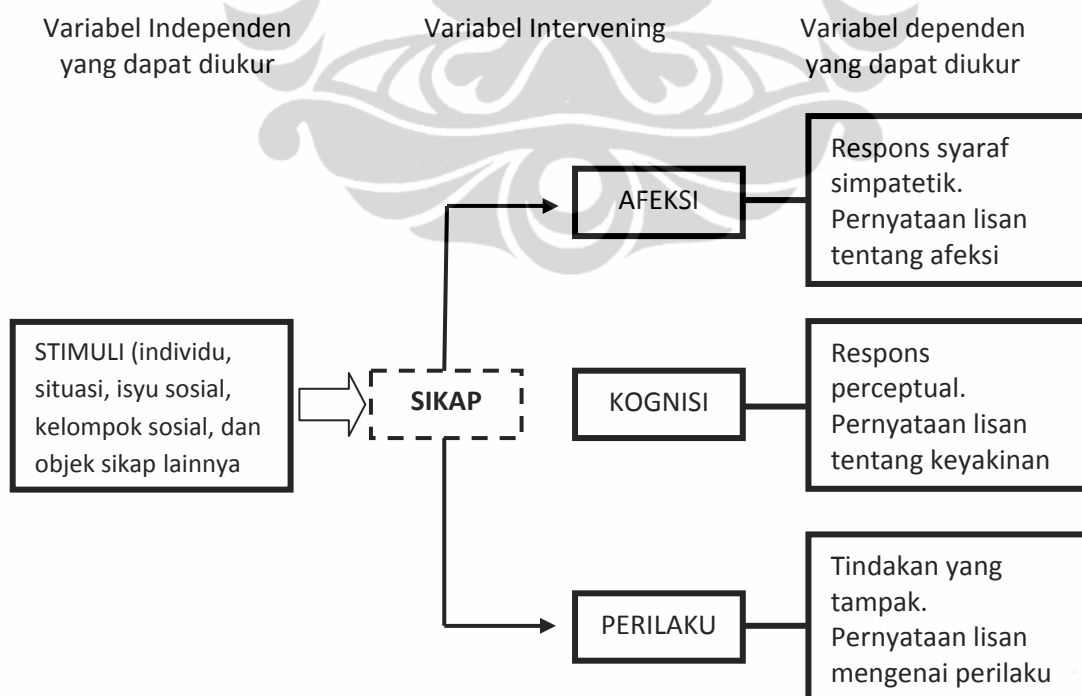 Variabel Independen
yang dapat diukur
Variabel Intervening
Variabel dependen
yang dapat diukur
AFEKSI
Respons syaraf
simpatetik.
Pernyataan lisan
tentang afeksi
STIMULI (individu,
situasi, isyu sosial,
kelompok sosial, dan
objek sikap lainnya
SIKAP
KOGNISI
Respons
perceptual.
Pernyataan lisan
tentang keyakinan
PERILAKU
Tindakan yang
tampak.
Pernyataan lisan
mengenai perilaku